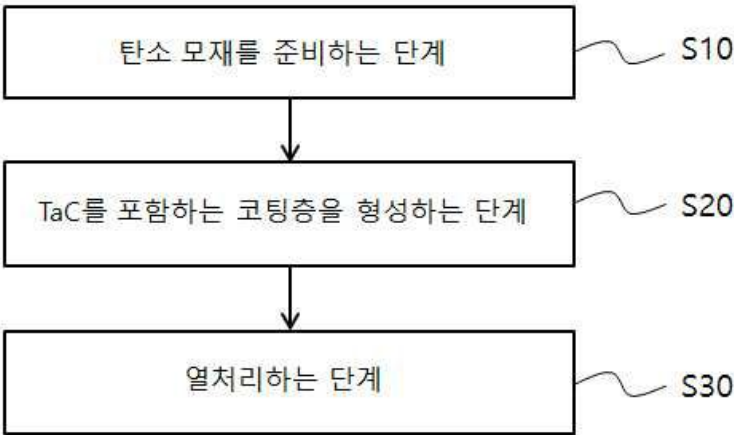 탄소 모재를 준비하는 단계
S10
TaC를 포함하는 코팅층을 형성하는 단계
S20
열처리하는 단계
S30